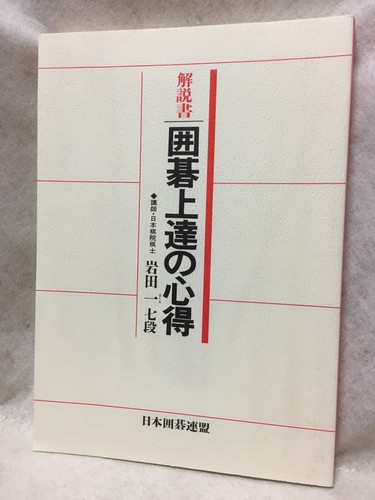 解説書
囲碁上達の心得
◆講師・日本棋院棋士
岩田 一 七段
日本囲碁連盟